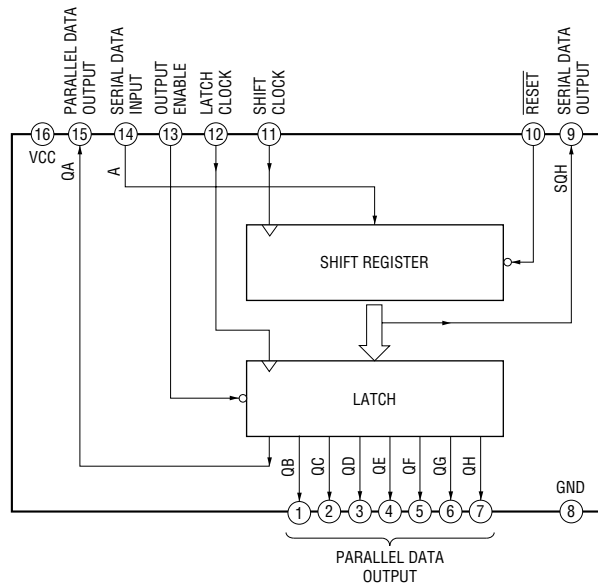 PARALLEL DATA
OUTPUT
SERIAL DATA
INPUT
OUTPUT
ENABLE
LATCH
CLOCK
SHIFT
CLOCK
RESET
SERIAL DATA
OUTPUT
16
15
14
13
12
11
10
9
VCC
QA
A
SQH
SHIFT REGISTER
LATCH
QB
QC
QD
QE
QF
QG
QH
GND
1
2
3
4
5
6
7
8
PARALLEL DATA
OUTPUT